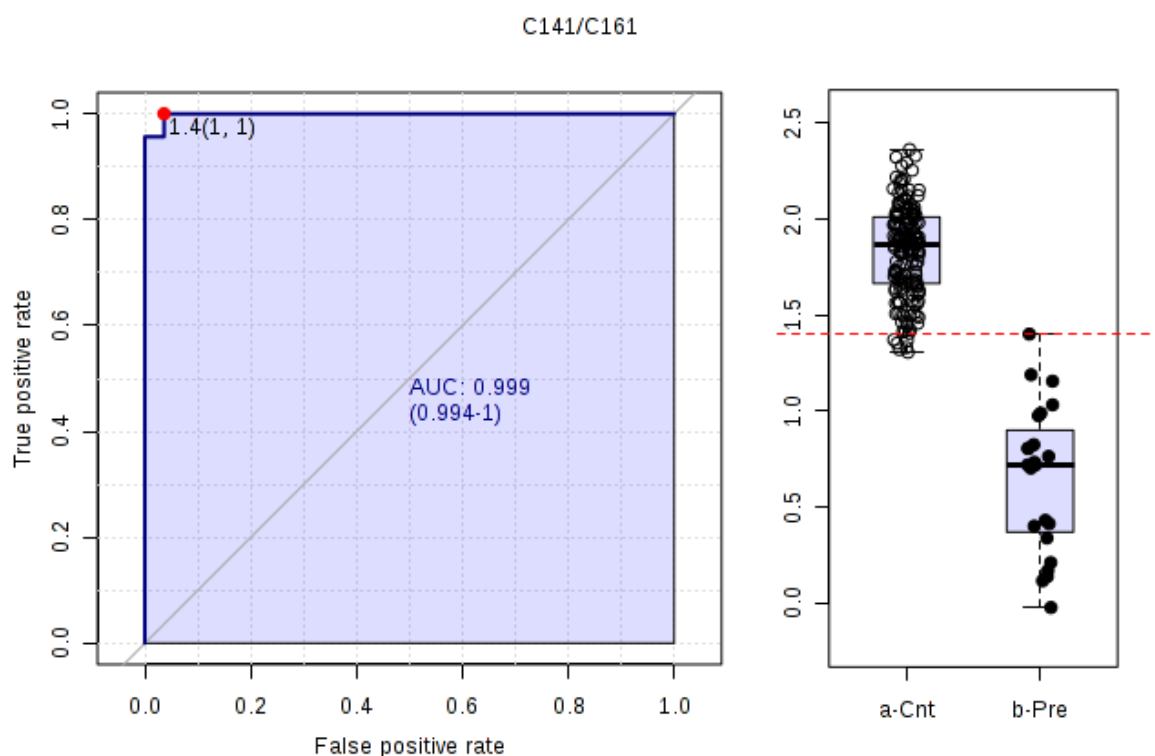 C141/C161
True positive rate
1.0
0.8
0.6
0.4
0.2
0.0
1.4(1, 1)
AUC: 0.999
(0.994-1)
0.0 0.2 0.4 0.6 0.8 1.0
False positive rate
2.5
2.0
1.5
1.0
0.5
0.0
a-Cnt b-Pre